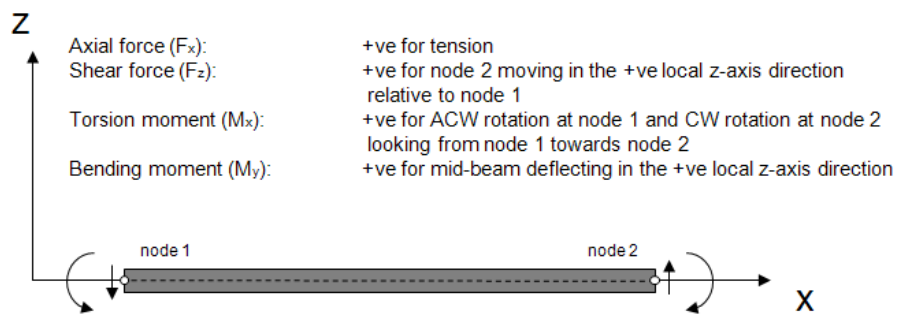 Z
Axial force (Fx): +ve for tension
Shear force (Fz): +ve for node 2 moving in the +ve local z-axis direction
relative to node 1
Torsion moment (Mx): +ve for ACW rotation at node 1 and CW rotation at node 2
looking from node 1 towards node 2
Bending moment (My): +ve for mid-beam deflecting in the +ve local z-axis direction
node 1 node 2
X